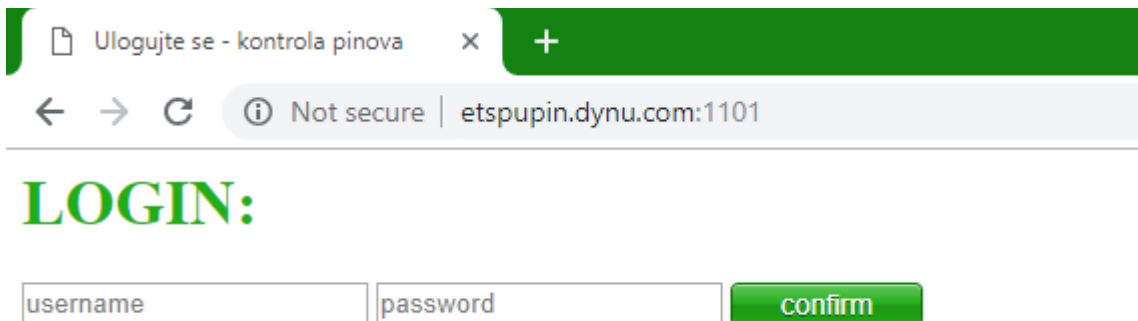 Ulogujte se - kontrola pinova
Not secure | etspupin.dynu.com:1101
LOGIN:
username password confirm